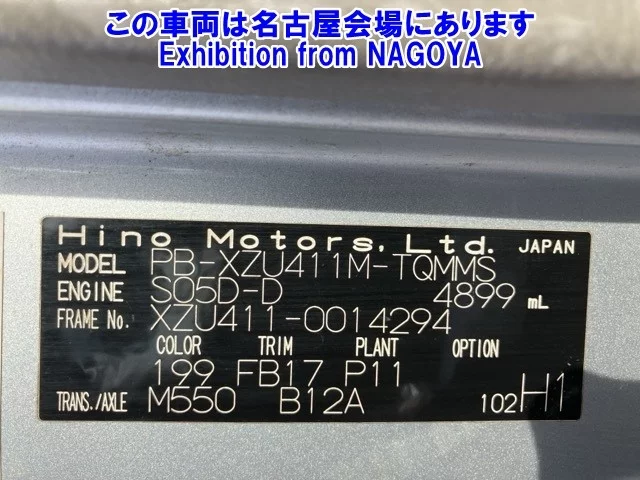 この車両は名古屋会場にあります
Exhibition from NAGOYA
Hino Motors, Ltd. JAPAN
MODEL PB-XZU411M-TQMMS
ENGINE S05D-D 4899 mL
FRAME No. XZU411-0014294
COLOR TRIM PLANT OPTION
199 FB17 P11
TRANS./AXLE M550 B12A 102H1